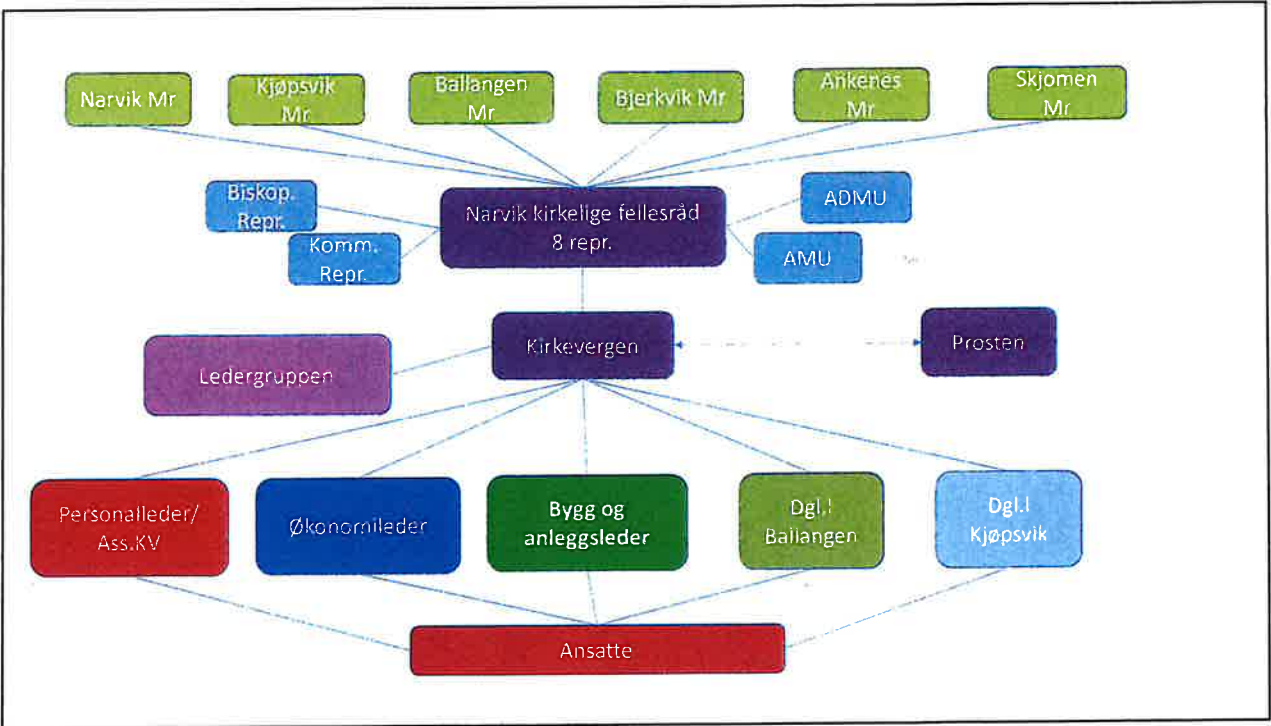 Narvik Mr
Kjøpsvik
Mr
Ballangen
Mr
Bjerkvik Mr
Ankenes
Mr
Skjomen
Mr
Biskop.
Repr.
Komm.
Repr.
Narvik kirkelige fellesråd
8 repr.
ADMU
AMU
Ledergruppen
Kirkevergen
Prosten
Personalleder/
Ass.KV
Økonomileder
Bygg og
anleggsleder
Dgl.l
Ballangen
Dgl.l
Kjøpsvik
Ansatte